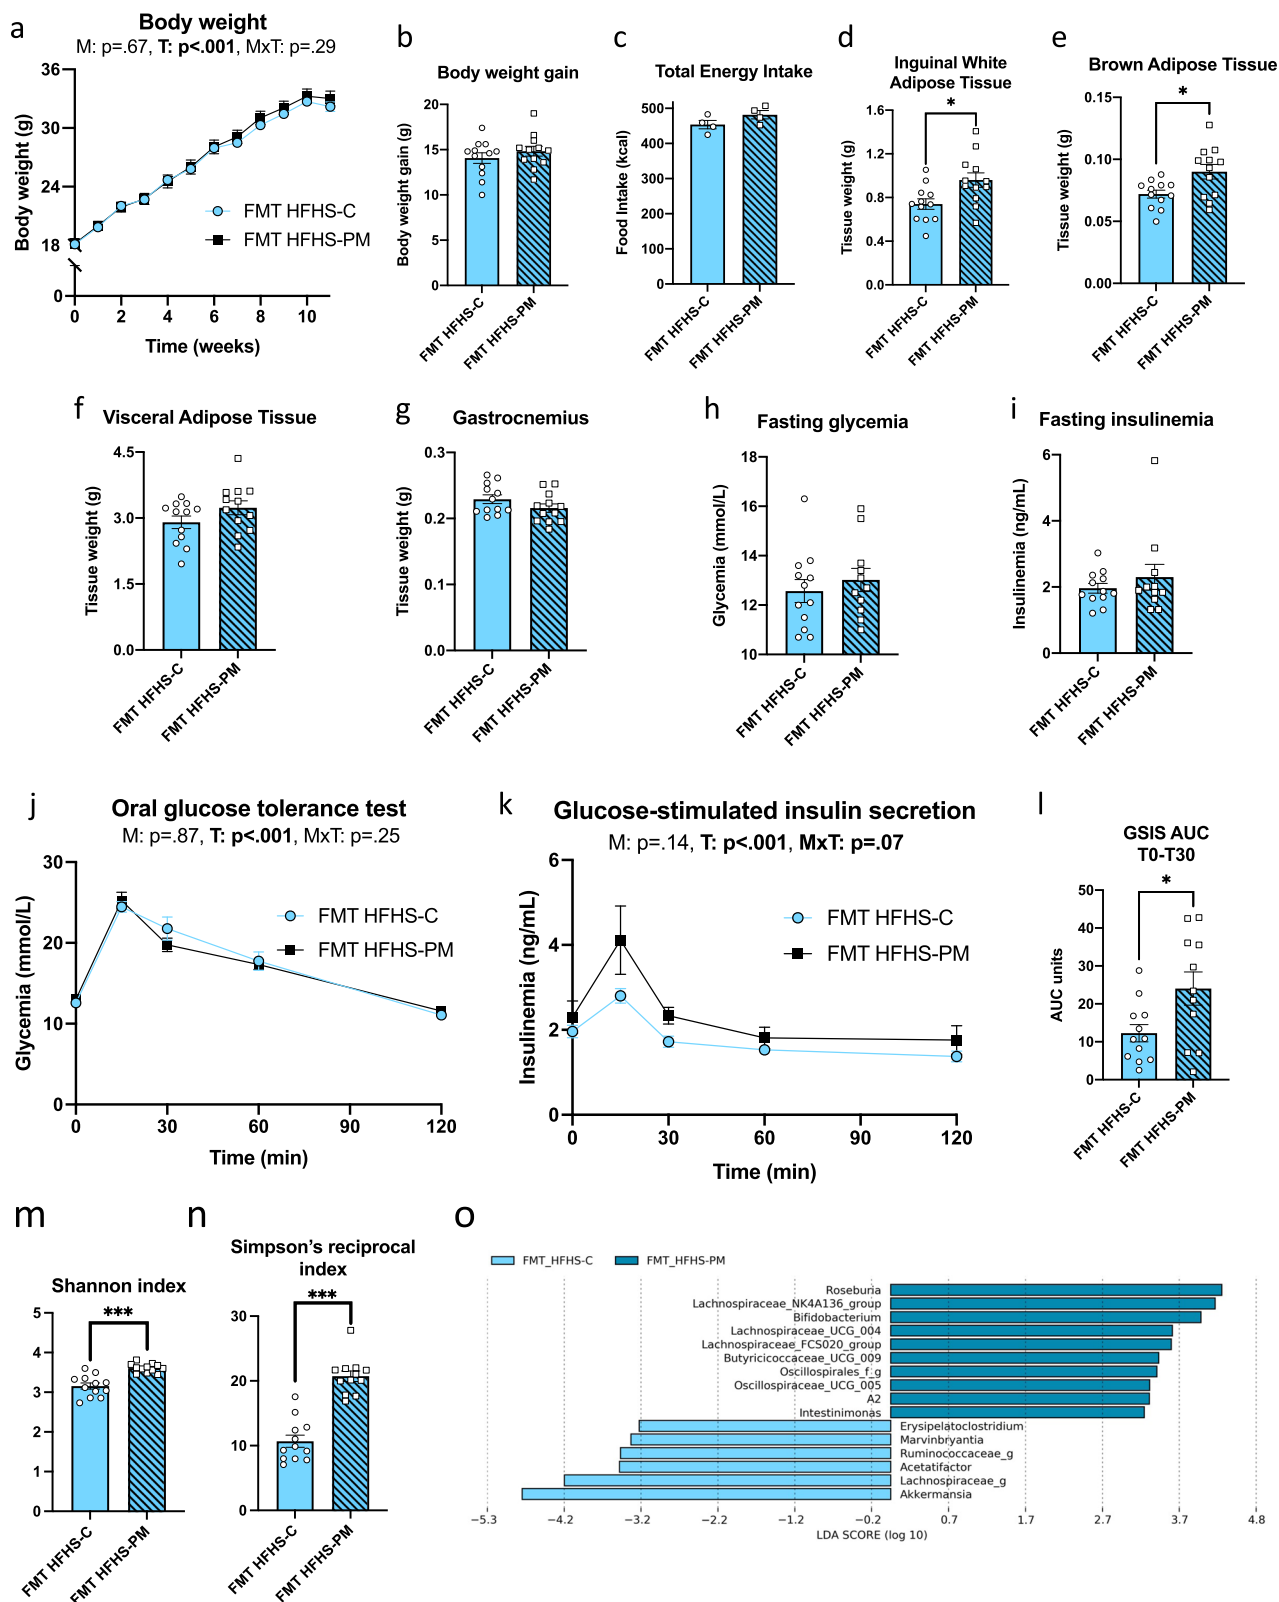 a
Body weight
M: p=.67, T: p<.001, MxT: p=.29
Body weight (g)
36
30
24
18
0
0 2 4 6 8 10
Time (weeks)
FMT HFHS-C
FMT HFHS-PM
b
Body weight gain
Body weight gain (g)
20
15
10
5
0
FMT HFHS-C
FMT HFHS-PM
c
Total Energy Intake
Food Intake (kcal)
500
400
300
200
100
0
FMT HFHS-C
FMT HFHS-PM
d
Inguinal White
Adipose Tissue
*
Tissue weight (g)
1.6
1.2
0.8
0.4
0.0
FMT HFHS-C
FMT HFHS-PM
e
Brown Adipose Tissue
*
Tissue weight (g)
0.15
0.10
0.05
0.00
FMT HFHS-C
FMT HFHS-PM
f
Visceral Adipose Tissue
Tissue weight (g)
4.5
3.0
1.5
0.0
FMT HFHS-C
FMT HFHS-PM
g
Gastrocnemius
Tissue weight (g)
0.3
0.2
0.1
0.0
FMT HFHS-C
FMT HFHS-PM
h
Fasting glycemia
Glycemia (mmol/L)
18
16
14
12
10
FMT HFHS-C
FMT HFHS-PM
i
Fasting insulinemia
Insulinemia (ng/mL)
6
4
2
0
FMT HFHS-C
FMT HFHS-PM
j
Oral glucose tolerance test
M: p=.87, T: p<.001, MxT: p=.25
Glycemia (mmol/L)
30
20
10
0
0 30 60 90 120
Time (min)
FMT HFHS-C
FMT HFHS-PM
k
Glucose-stimulated insulin secretion
M: p=.14, T: p<.001, MxT: p=.07
Insulinemia (ng/mL)
6
4
2
0
0 30 60 90 120
Time (min)
FMT HFHS-C
FMT HFHS-PM
l
GSIS AUC
T0-T30
*
AUC units
50
40
30
20
10
0
FMT HFHS-C
FMT HFHS-PM
m
Shannon index
***
5
4
3
2
1
0
FMT HFHS-C
FMT HFHS-PM
n
Simpson's reciprocal
index
***
30
20
10
0
FMT HFHS-C
FMT HFHS-PM
o
FMT_HFHS-C FMT_HFHS-PM
Roseburia
Lachnospiraceae_NK4A136_group
Bifidobacterium
Lachnospiraceae_UCG_004
Lachnospiraceae_FCS020_group
Butyricicoccaceae_UCG_009
Oscillospirales_f_g
Oscillospiraceae_UCG_005
A2
Intestinimonas
Erysipelatoclostridium
Marvinbryantia
Ruminococcaceae_g
Acetatifactor
Lachnospiraceae_g
Akkermansia
−5.3 −4.2 −3.2 −2.2 −1.2 −0.2 0.7 1.7 2.7 3.7 4.8
LDA SCORE (log 10)